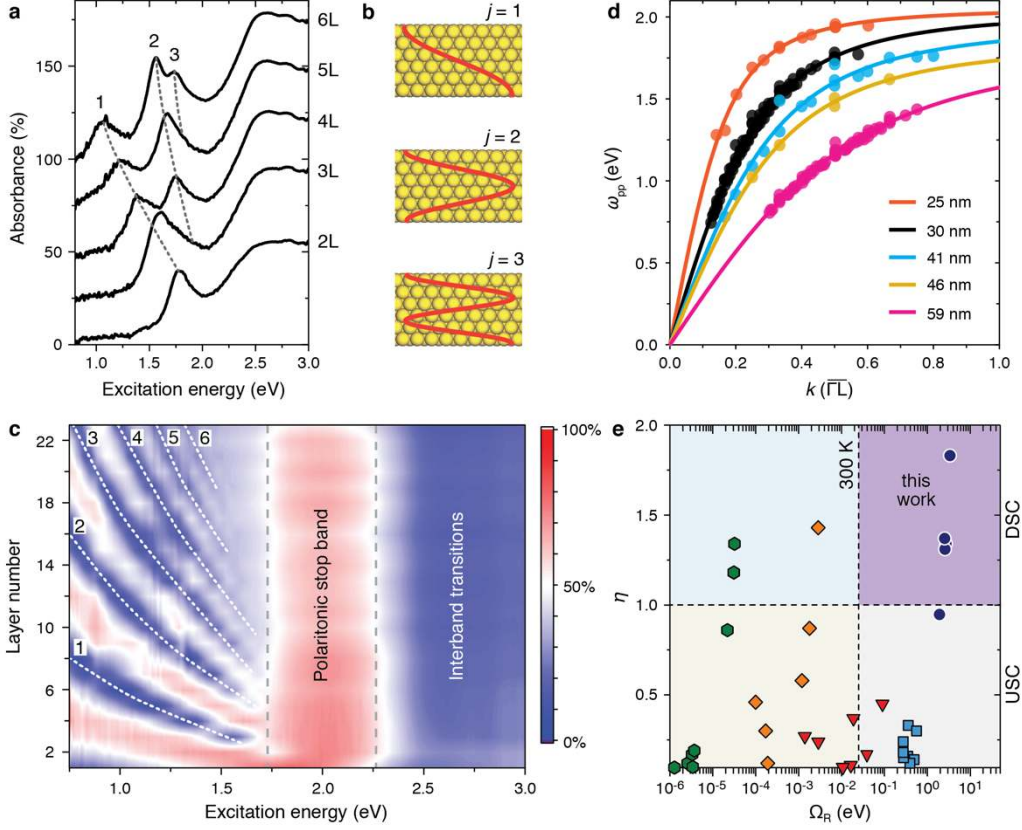 a
Absorbance (%)
150
100
50
0
1
2
3
6L
5L
4L
3L
2L
1.0
1.5
2.0
2.5
3.0
Excitation energy (eV)
b
j = 1
j = 2
j = 3
d
ωpp (eV)
2.0
1.5
1.0
0.5
0.0
25 nm
30 nm
41 nm
46 nm
59 nm
0.0
0.2
0.4
0.6
0.8
1.0
k (Γ̅L̅)
c
Layer number
22
18
14
10
6
2
1
2
3
4
5
6
Polaritonic stop band
Interband transitions
100%
50%
0%
1.0
1.5
2.0
2.5
3.0
Excitation energy (eV)
e
η
2.0
1.5
1.0
0.5
300 K
this
work
DSC
USC
10⁻⁶
10⁻⁵
10⁻⁴
10⁻³
10⁻²
10⁻¹
10⁰
10¹
Ω_R (eV)